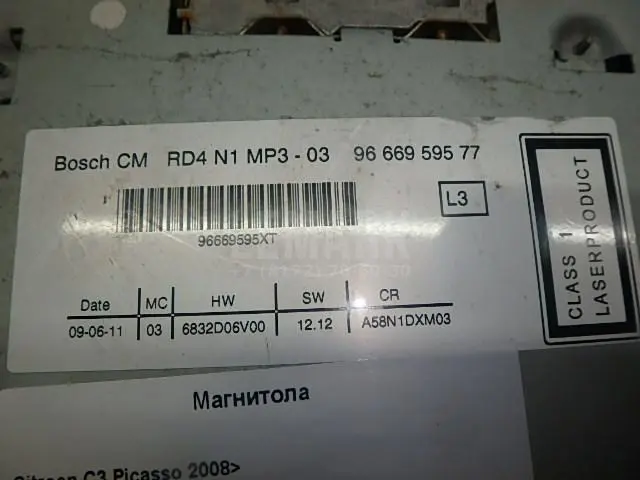 Bosch CM RD4 N1 MP3 - 03 96 669 595 77
L3
96669595XT
Date MC HW SW CR
09-06-11 03 6832D06V00 12.12 A58N1DXM03
CLASS 1
LASERPRODUCT
Магнитола
Citroen C3 Picasso 2008>